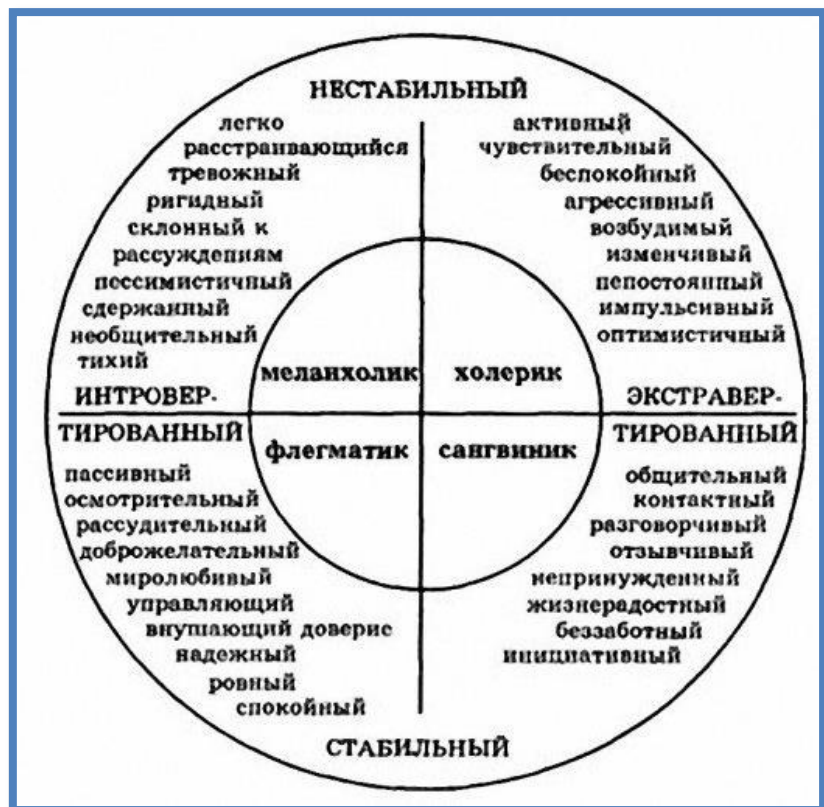 НЕСТАБИЛЬНЫЙ
легко
расстраивающийся
тревожный
ригидный
склонный к
рассуждениям
пессимистичный
сдержанный
необщительный
тихий
активный
чувствительный
беспокойный
агрессивный
возбудимый
изменчивый
непостоянный
импульсивный
оптимистичный
меланхолик
холерик
ИНТРОВЕР-
ТИРОВАННЫЙ
ЭКСТРАВЕР-
ТИРОВАННЫЙ
флегматик
сангвиник
пассивный
осмотрительный
рассудительный
доброжелательный
миролюбивый
управляющий
внушающий доверие
надежный
ровный
спокойный
общительный
контактный
разговорчивый
отзывчивый
непринужденный
жизнерадостный
беззаботный
инициативный
СТАБИЛЬНЫЙ